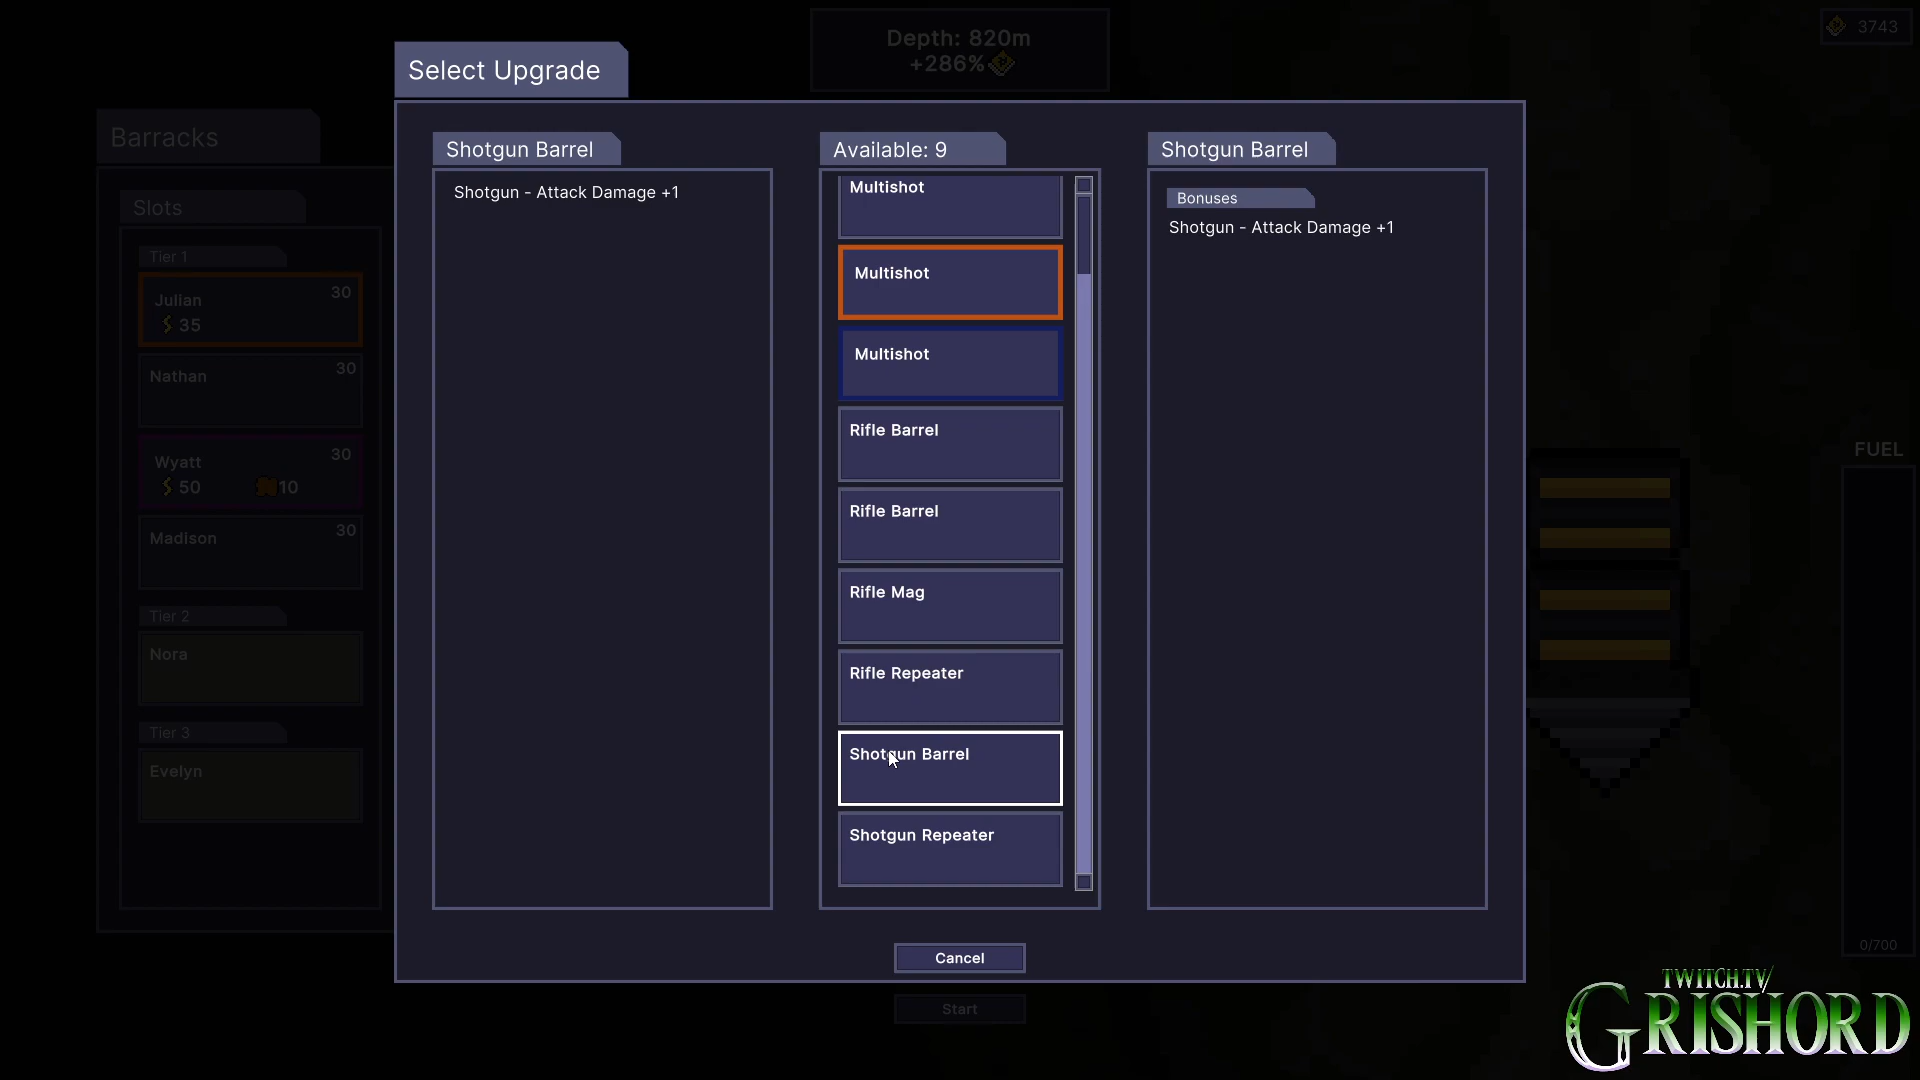 Depth: 820m
+286%
3743
Select Upgrade
Barracks
Slots
Tier 1
Julian
30
35
Nathan
30
Wyatt
30
50
10
Madison
30
Tier 2
Nora
Tier 3
Evelyn
Shotgun Barrel
Shotgun - Attack Damage +1
Available: 9
Multishot
Multishot
Multishot
Rifle Barrel
Rifle Barrel
Rifle Mag
Rifle Repeater
Shotgun Barrel
Shotgun Repeater
Shotgun Barrel
Bonuses
Shotgun - Attack Damage +1
Cancel
Start
FUEL
0/700
TWITCH.TV/
GRISHORD